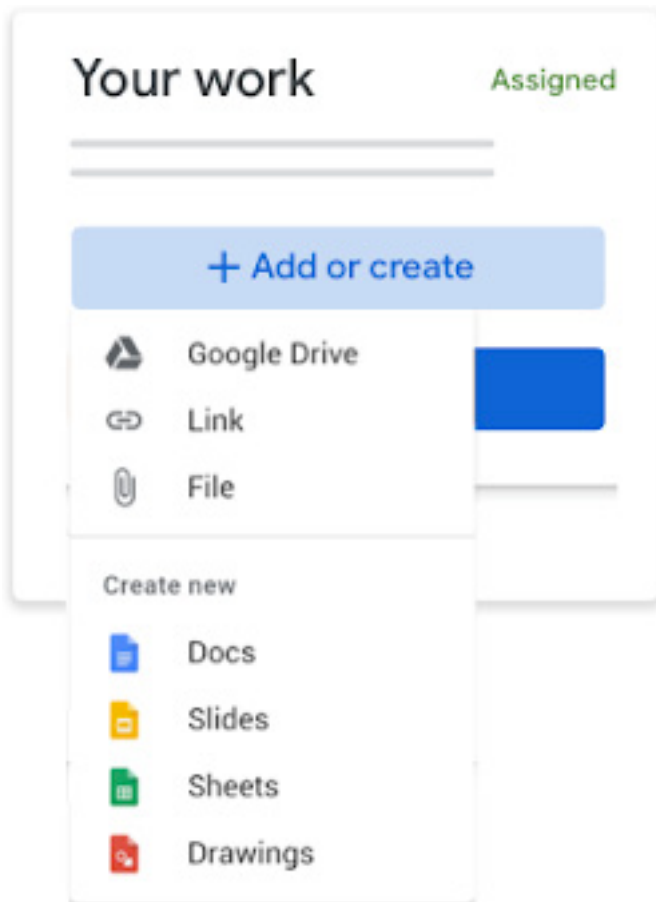 Your work
Assigned
+ Add or create
Google Drive
Link
File
Create new
Docs
Slides
Sheets
Drawings